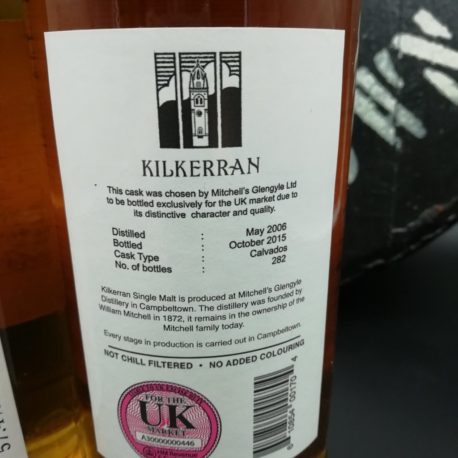 KILKERRAN
This cask was chosen by Mitchell's Glengyle Ltd
to be bottled exclusively for the UK market due to
its distinctive character and quality.
Distilled : May 2006
Bottled : October 2015
Cask Type : Calvados
No. of bottles : 282
Kilkerran Single Malt is produced at Mitchell's Glengyle
Distillery in Campbeltown. The distillery was founded by
William Mitchell in 1872, it remains in the ownership of the
Mitchell family today.
Every stage in production is carried out in Campbeltown.
NOT CHILL FILTERED • NO ADDED COLOURING
FOR THE
UK
MARKET
A30000000446
HM Revenue